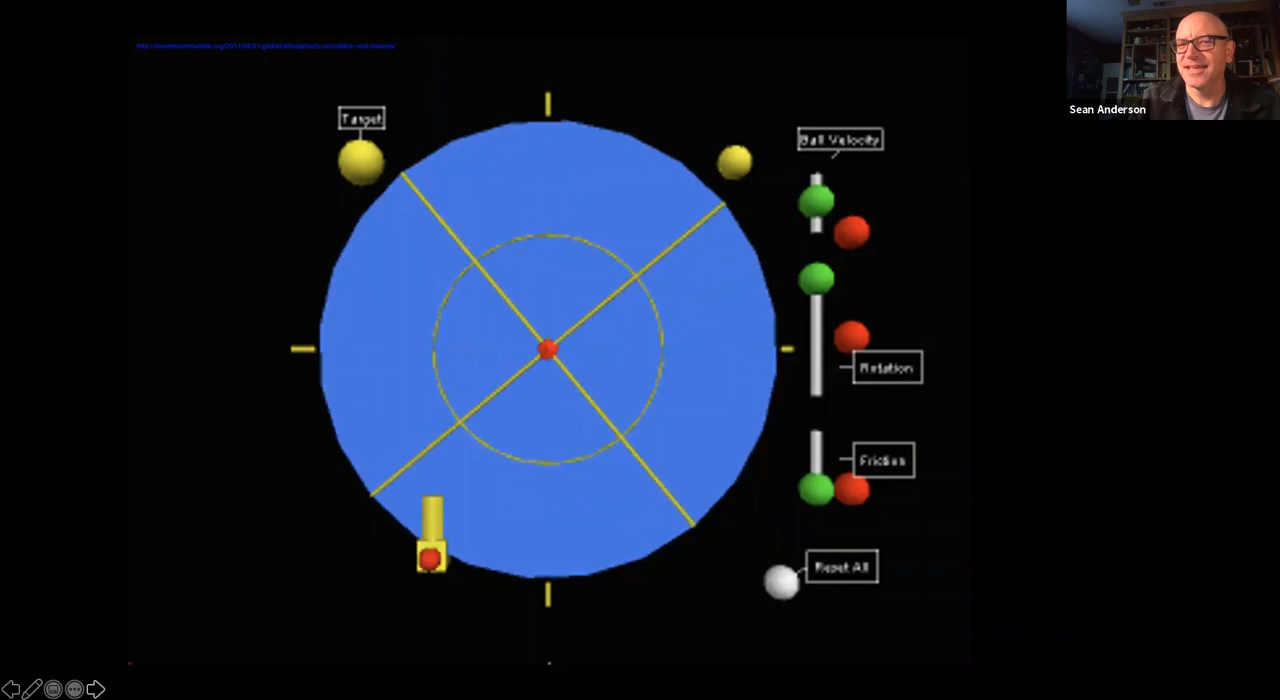 Target
Ball Velocity
Rotation
Friction
Reset All
Sean Anderson